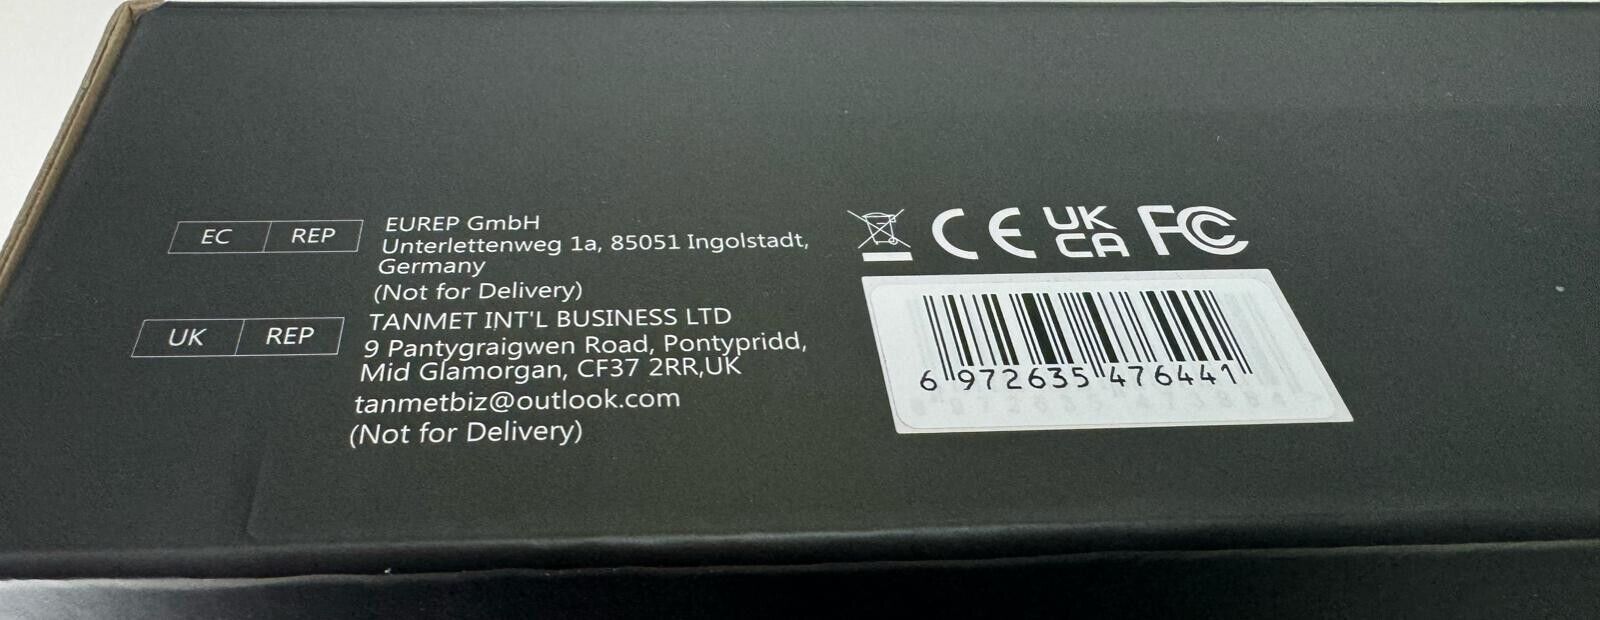 EC REP
EUREP GmbH
Unterlettenweg 1a, 85051 Ingolstadt,
Germany
(Not for Delivery)
UK REP
TANMET INT'L BUSINESS LTD
9 Pantygraigwen Road, Pontypridd,
Mid Glamorgan, CF37 2RR,UK
tanmetbiz@outlook.com
(Not for Delivery)
CE UK CA FC
6 972635 476441